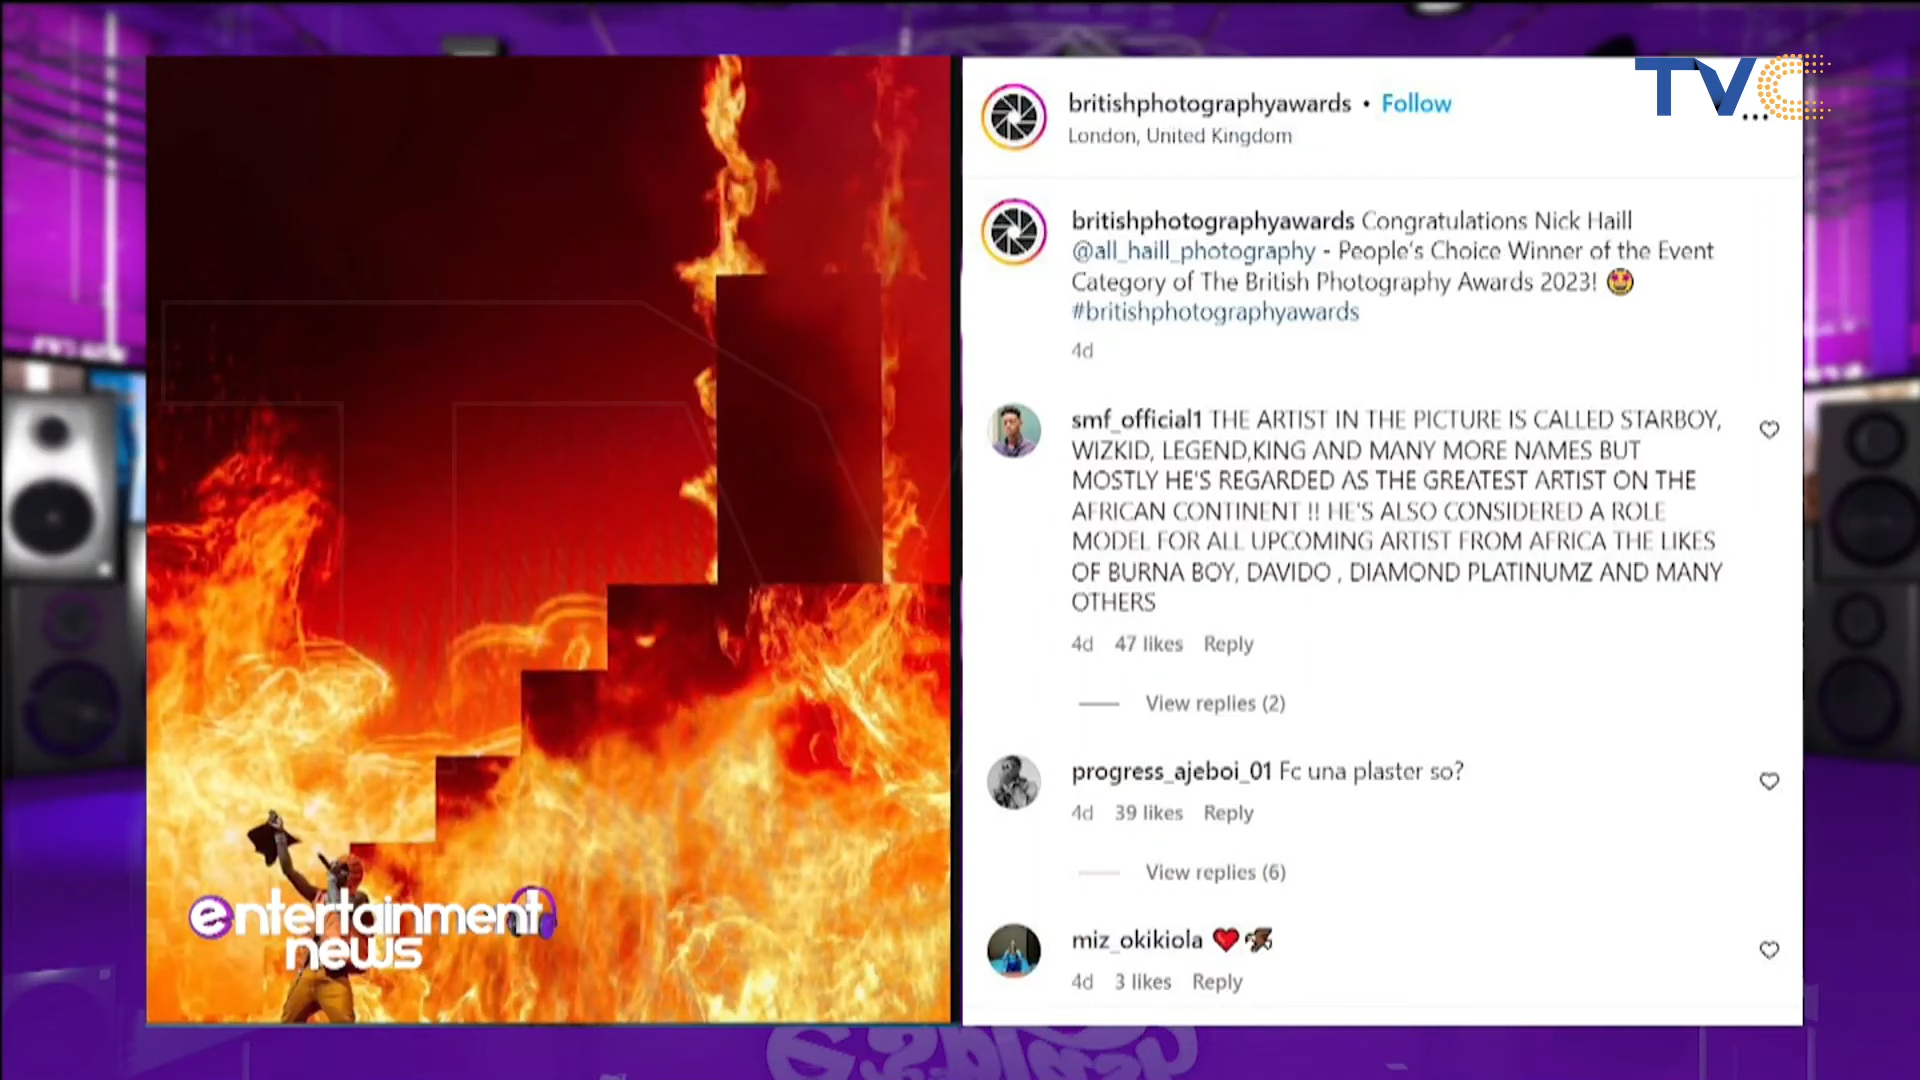 TVC
britishphotographyawards • Follow
London, United Kingdom
...
britishphotographyawards Congratulations Nick Haill
@all_haill_photography - People's Choice Winner of the Event
Category of The British Photography Awards 2023! 🤩
#britishphotographyawards
4d
smf_official1 THE ARTIST IN THE PICTURE IS CALLED STARBOY,
WIZKID, LEGEND,KING AND MANY MORE NAMES BUT
MOSTLY HE'S REGARDED AS THE GREATEST ARTIST ON THE
AFRICAN CONTINENT !! HE'S ALSO CONSIDERED A ROLE
MODEL FOR ALL UPCOMING ARTIST FROM AFRICA THE LIKES
OF BURNA BOY, DAVIDO , DIAMOND PLATINUMZ AND MANY
OTHERS
4d 47 likes Reply
View replies (2)
progress_ajeboi_01 Fc una plaster so?
4d 39 likes Reply
View replies (6)
miz_okikiola ❤️🦅
4d 3 likes Reply
entertainment
news